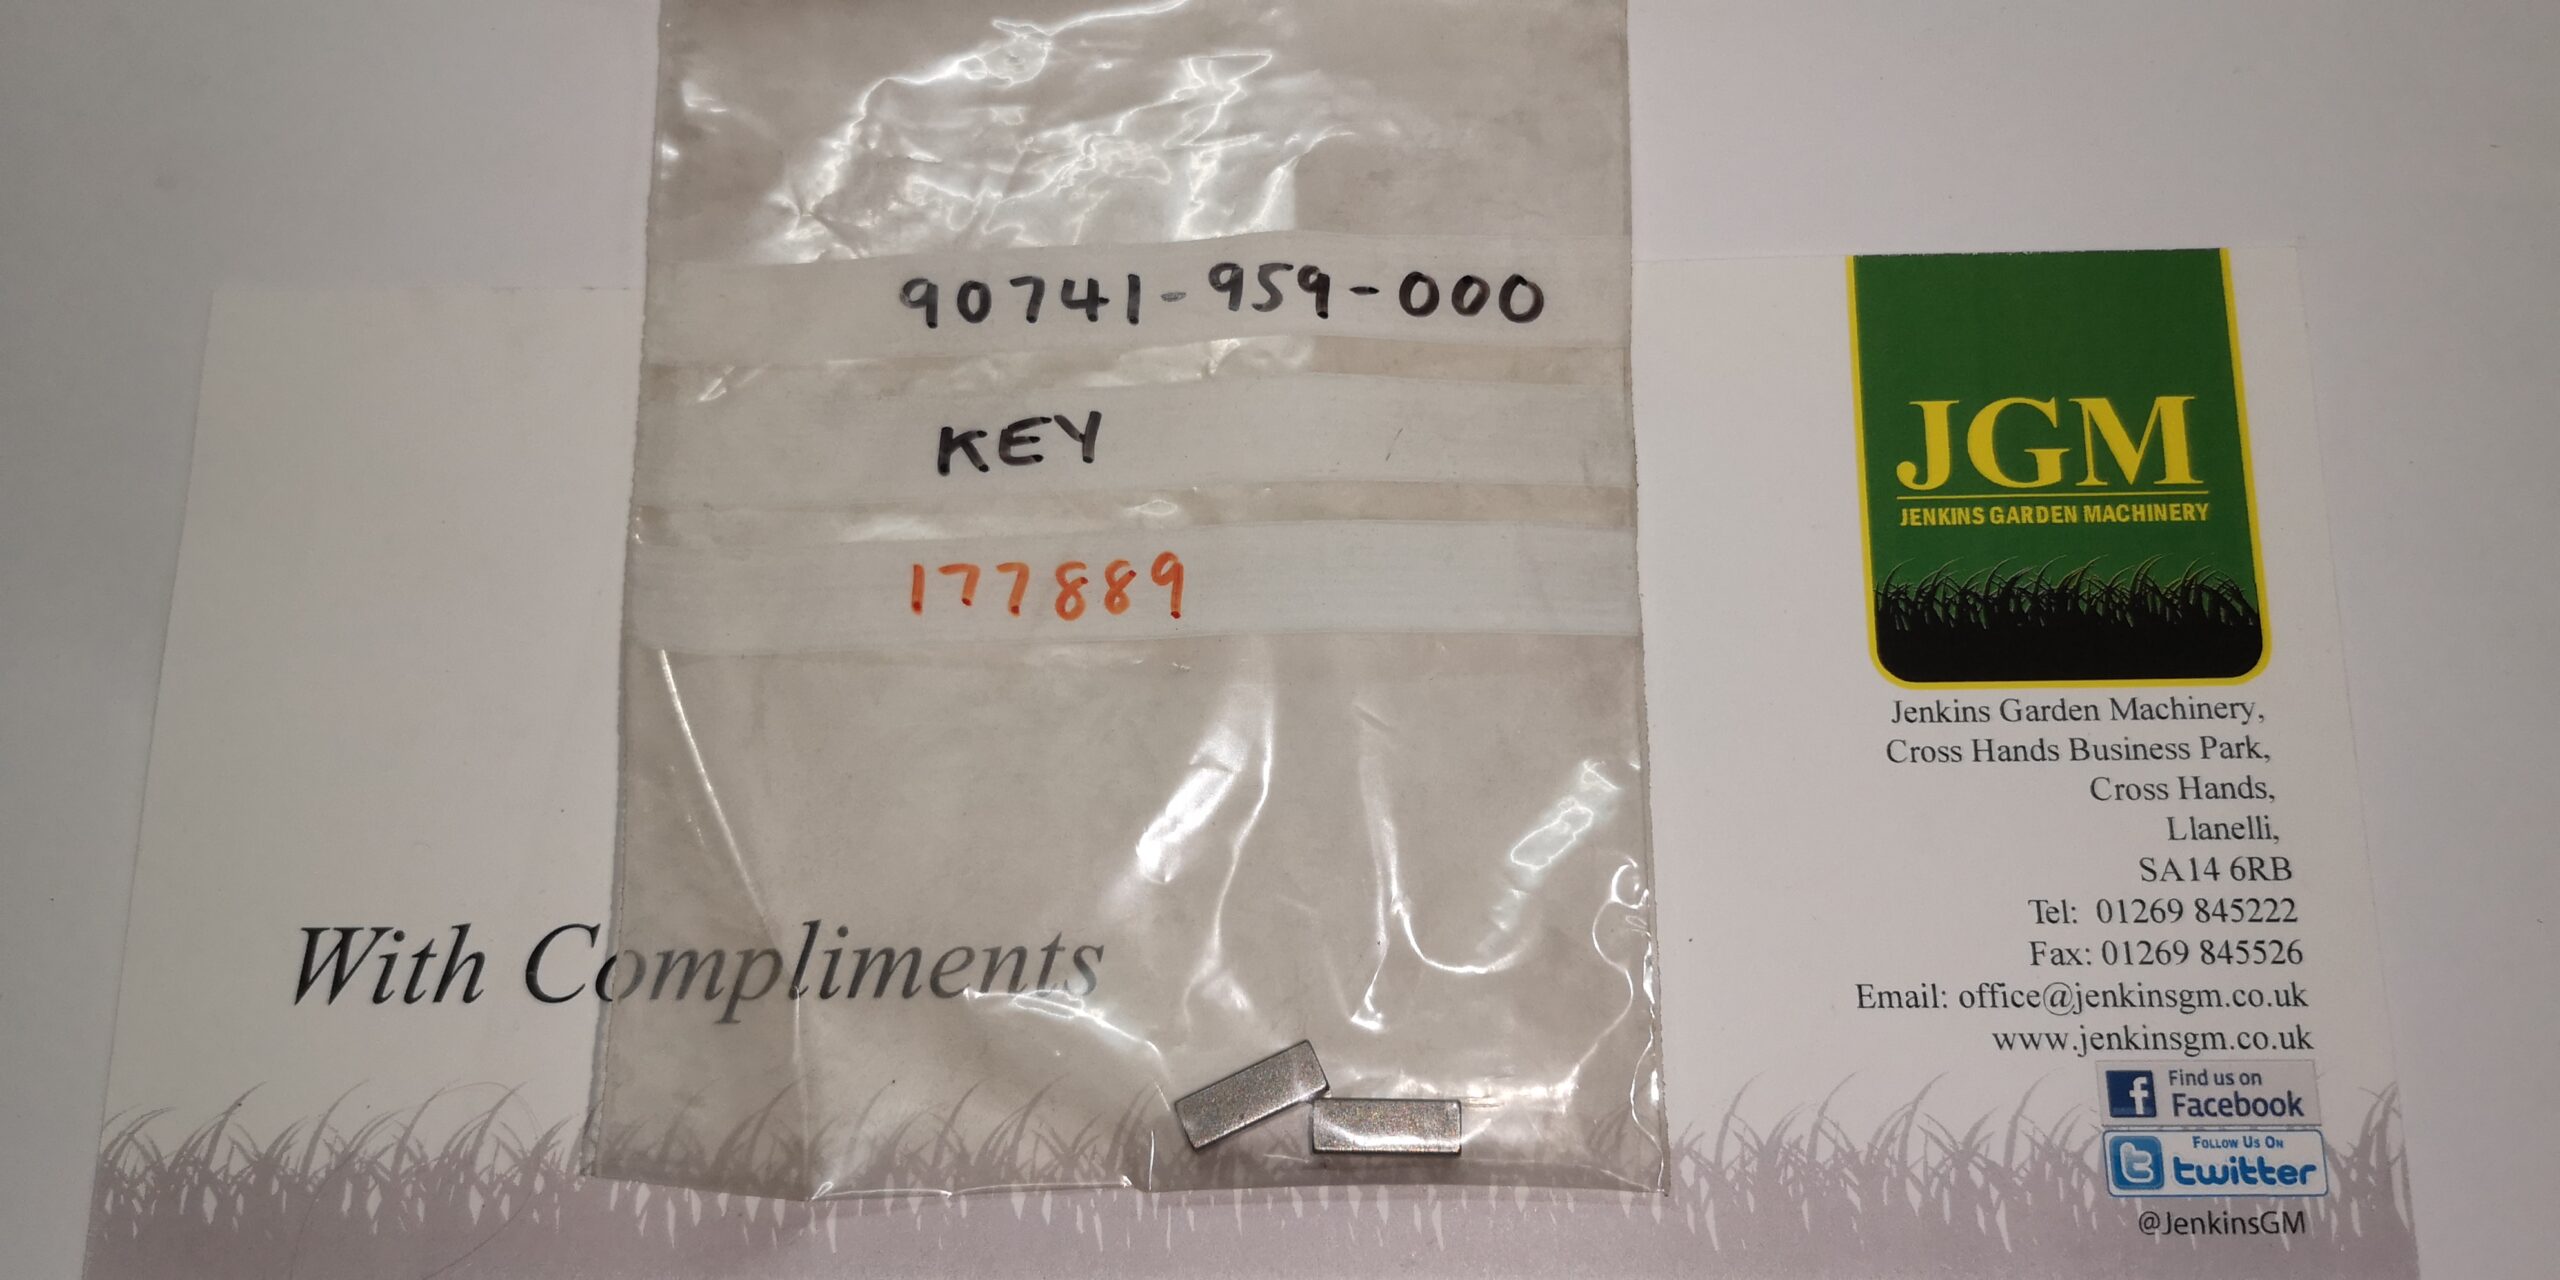 90741-959-000
KEY
177889
With Compliments
JGM
JENKINS GARDEN MACHINERY
Jenkins Garden Machinery,
Cross Hands Business Park,
Cross Hands,
Llanelli,
SA14 6RB
Tel: 01269 845222
Fax: 01269 845526
Email: office@jenkinsgm.co.uk
www.jenkinsgm.co.uk
f
Find us on
Facebook
t
Follow Us On
twitter
@JenkinsGM